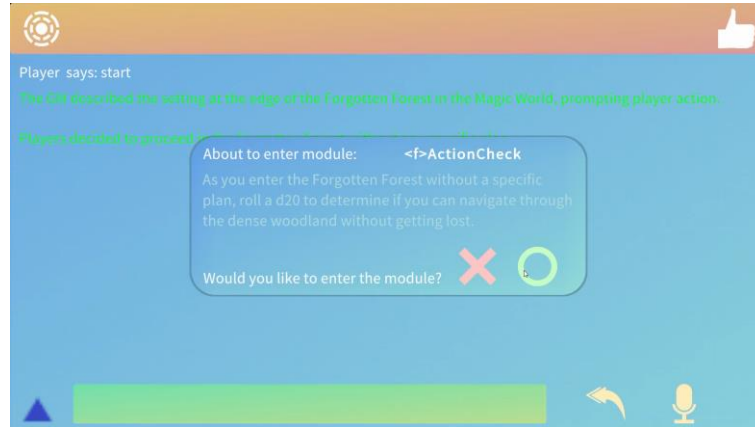 Player says: start
The GM described the setting at the edge of the Forgotten Forest in the Magic World, prompting player action.
Players decided to proceed
About to enter module: <f>ActionCheck
As you enter the Forgotten Forest without a specific
plan, roll a d20 to determine if you can navigate through
the dense woodland without getting lost.
Would you like to enter the module?